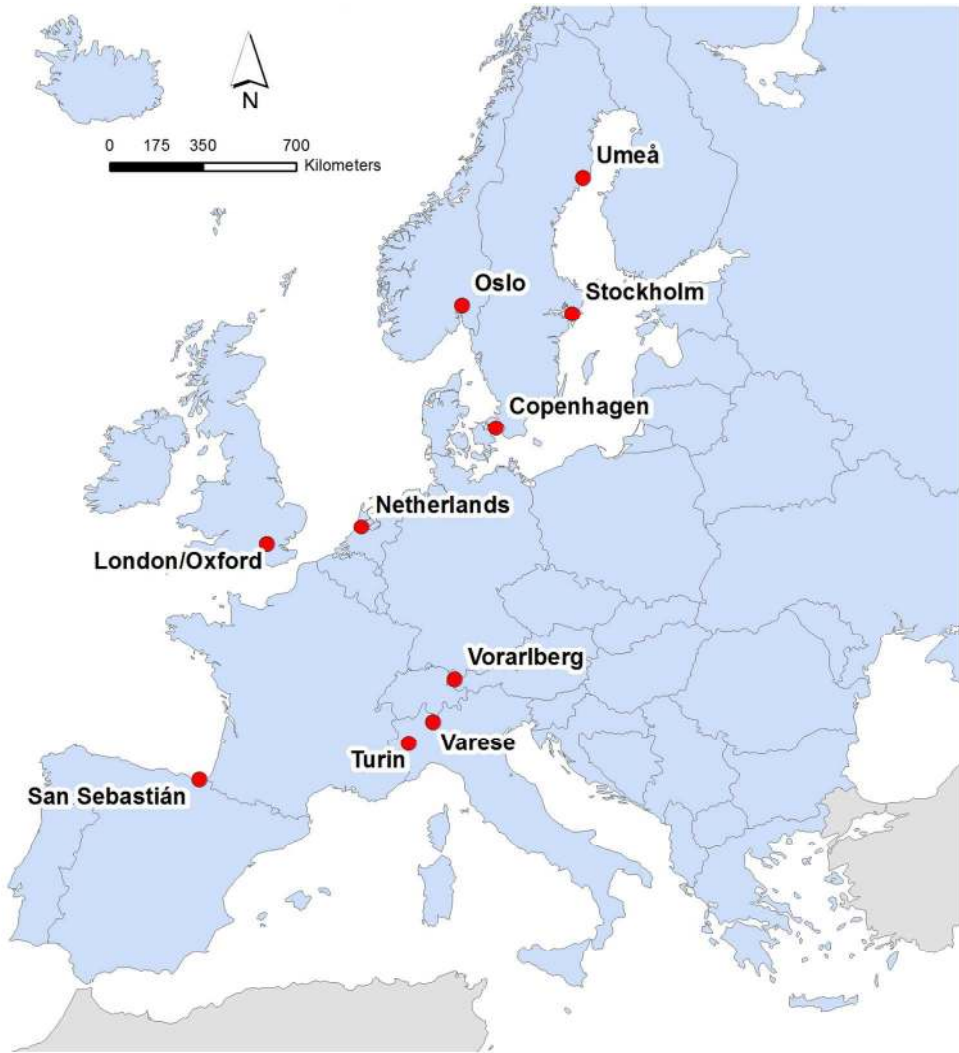 N
0 175 350 700
Kilometers
Umeå
Oslo
Stockholm
Copenhagen
Netherlands
London/Oxford
Vorarlberg
Varese
Turin
San Sebastián